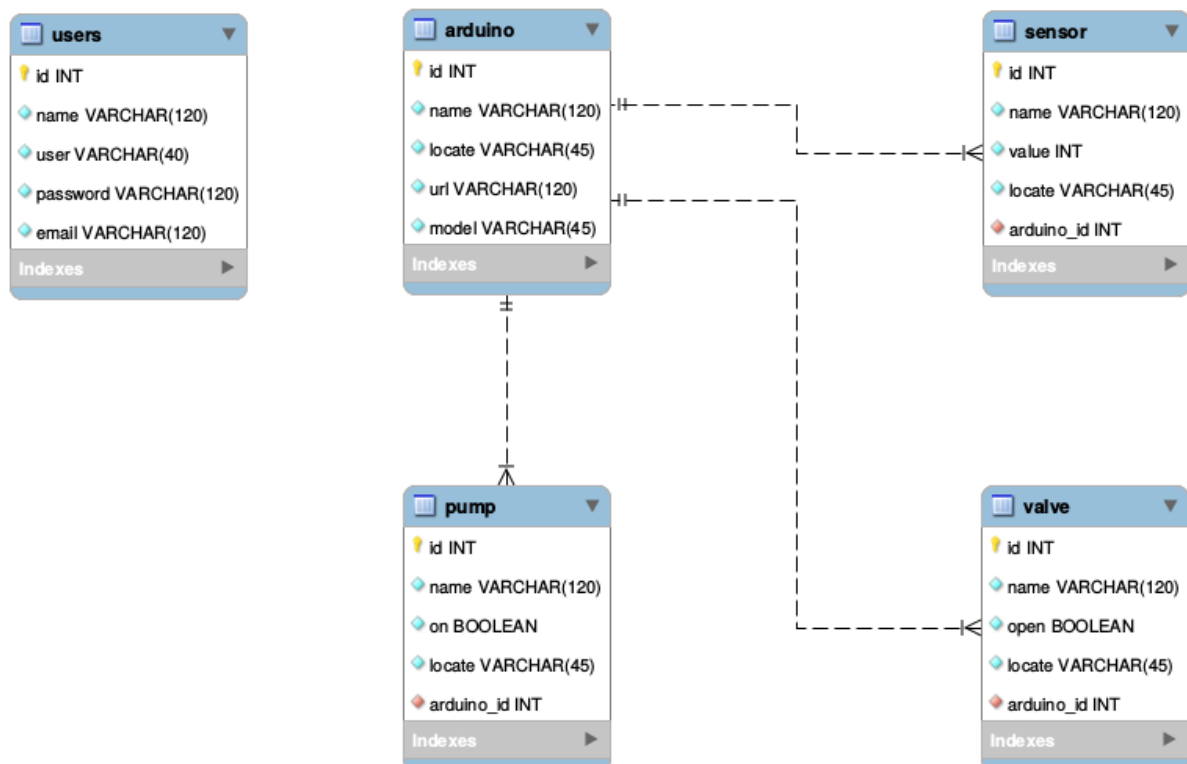 users
id INT
name VARCHAR(120)
user VARCHAR(40)
password VARCHAR(120)
email VARCHAR(120)
Indexes
arduino
id INT
name VARCHAR(120)
locate VARCHAR(45)
url VARCHAR(120)
model VARCHAR(45)
Indexes
sensor
id INT
name VARCHAR(120)
value INT
locate VARCHAR(45)
arduino_id INT
Indexes
pump
id INT
name VARCHAR(120)
on BOOLEAN
locate VARCHAR(45)
arduino_id INT
Indexes
valve
id INT
name VARCHAR(120)
open BOOLEAN
locate VARCHAR(45)
arduino_id INT
Indexes